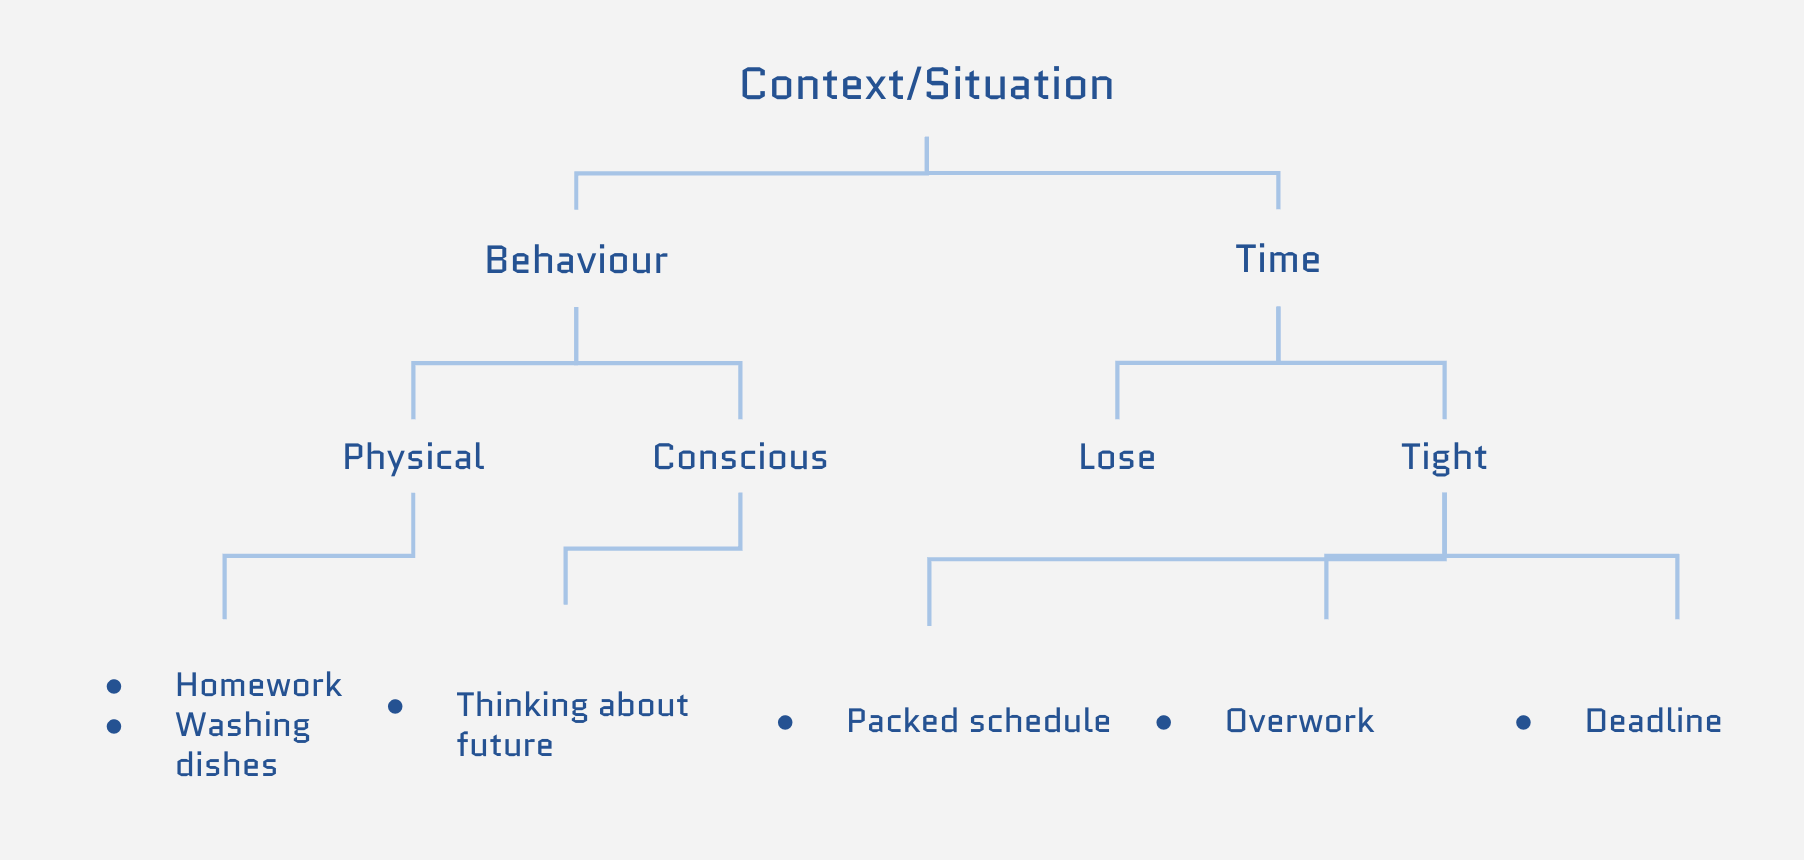 Context/Situation
Behaviour
Time
Physical
Conscious
Lose
Tight
Homework
Washing
dishes
Thinking about
future
Packed schedule
Overwork
Deadline